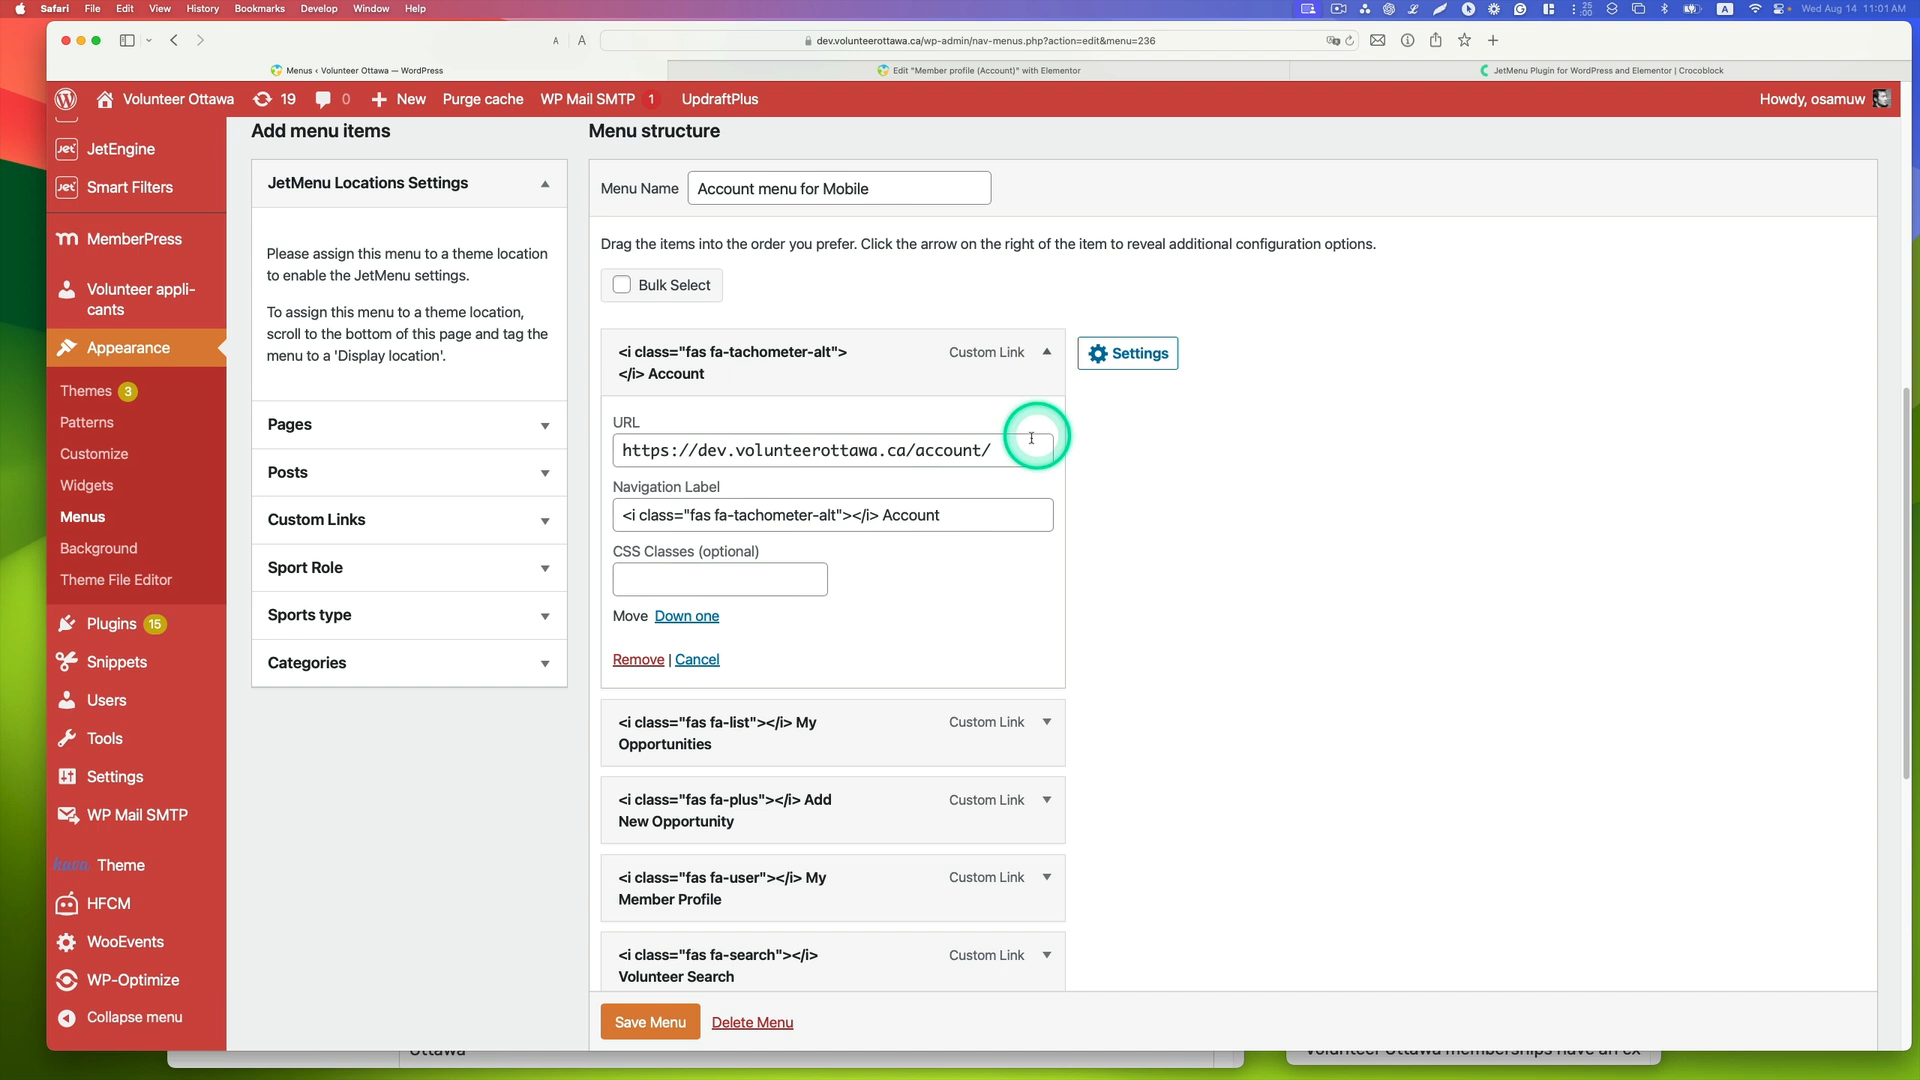 Safari File Edit View History Bookmarks Develop Window Help
25
:00
A
Wed Aug 14 11:01 AM
A A
dev.volunteerottawa.ca/wp-admin/nav-menus.php?action=edit&menu=236
Menus ‹ Volunteer Ottawa — WordPress
Edit "Member profile (Account)" with Elementor
JetMenu Plugin for WordPress and Elementor | Crocoblock
Volunteer Ottawa 19 0 New Purge cache WP Mail SMTP 1 UpdraftPlus
Howdy, osamuw
JetEngine
Smart Filters
MemberPress
Volunteer appli-
cants
Appearance
Themes 3
Patterns
Customize
Widgets
Menus
Background
Theme File Editor
Plugins 15
Snippets
Users
Tools
Settings
WP Mail SMTP
Theme
HFCM
WooEvents
WP-Optimize
Collapse menu
Add menu items
JetMenu Locations Settings
Please assign this menu to a theme location
to enable the JetMenu settings.
To assign this menu to a theme location,
scroll to the bottom of this page and tag the
menu to a 'Display location'.
Pages
Posts
Custom Links
Sport Role
Sports type
Categories
Menu structure
Menu Name Account menu for Mobile
Drag the items into the order you prefer. Click the arrow on the right of the item to reveal additional configuration options.
Bulk Select
<i class="fas fa-tachometer-alt">
</i> Account
Custom Link
Settings
URL
https://dev.volunteerottawa.ca/account/
Navigation Label
<i class="fas fa-tachometer-alt"></i> Account
CSS Classes (optional)
Move Down one
Remove | Cancel
<i class="fas fa-list"></i> My
Opportunities
Custom Link
<i class="fas fa-plus"></i> Add
New Opportunity
Custom Link
<i class="fas fa-user"></i> My
Member Profile
Custom Link
<i class="fas fa-search"></i>
Volunteer Search
Custom Link
Save Menu Delete Menu
Ottawa
Volunteer Ottawa memberships have an ex